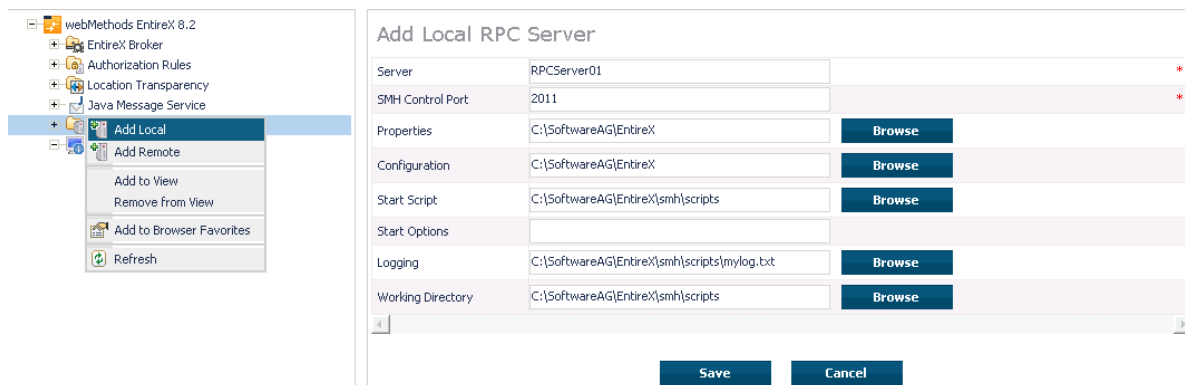 webMethods EntireX 8.2
EntireX Broker
Authorization Rules
Location Transparency
Java Message Service
Add Local
Add Remote
Add to View
Remove from View
Add to Browser Favorites
Refresh
Add Local RPC Server
Server RPCServer01 *
SMH Control Port 2011 *
Properties C:\SoftwareAG\EntireX Browse
Configuration C:\SoftwareAG\EntireX Browse
Start Script C:\SoftwareAG\EntireX\smh\scripts Browse
Start Options
Logging C:\SoftwareAG\EntireX\smh\scripts\mylog.txt Browse
Working Directory C:\SoftwareAG\EntireX\smh\scripts Browse
Save Cancel